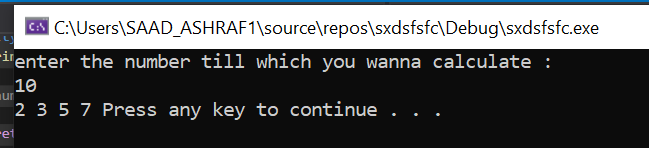 C:\Users\SAAD_ASHRAF1\source\repos\sxdsfsfc\Debug\sxdsfsfc.exe
enter the number till which you wanna calculate :
10
2 3 5 7 Press any key to continue . . .